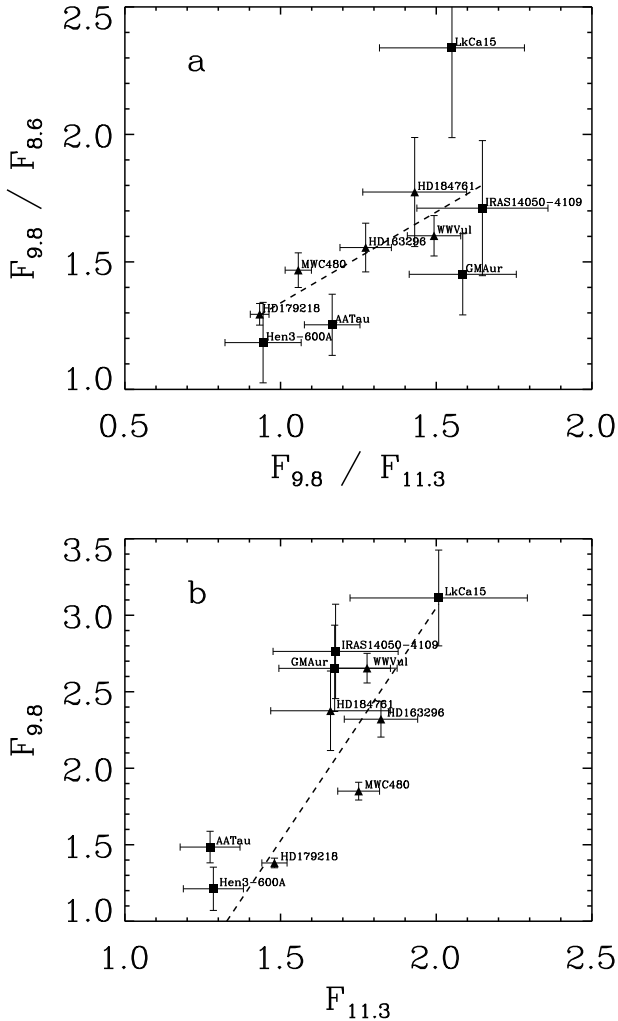 a
2.5
2.0
1.5
1.0
F9.8 / F8.6
LkCa15
HD184761
IRAS14050-4109
WWVul
HD163296
MWC480
GMAur
HD179218
AATau
Hen3-600A
0.5 1.0 1.5 2.0
F9.8 / F11.3
b
3.5
3.0
2.5
2.0
1.5
1.0
F9.8
LkCa15
IRAS14050-4109
GMAur
WWVul
HD184761
HD163296
MWC480
AATau
HD179218
Hen3-600A
1.0 1.5 2.0 2.5
F11.3